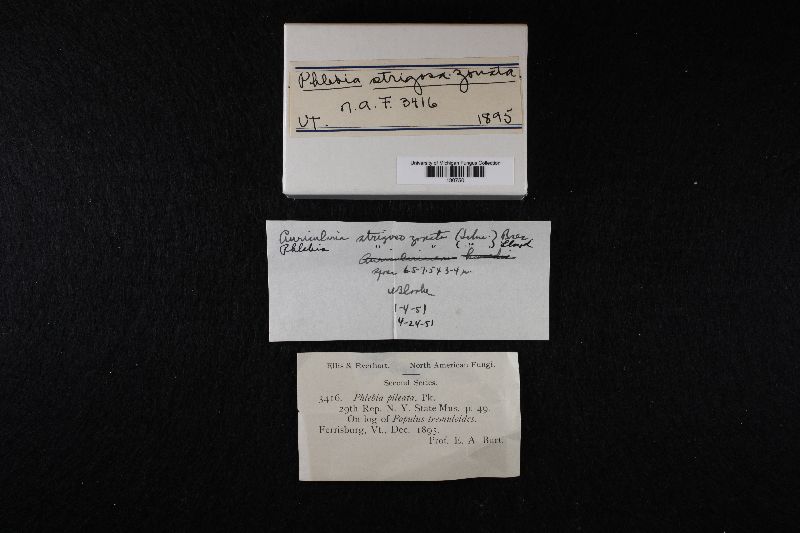 Phlebia strigosa-zonata
N. A. F. 3416
VT. 1895
University of Michigan Fungus Collection
Auricularia strigoso zonata (Schw.) Bres
Phlebia " " ( " ) Lloyd
spores 6.5-7.5 x 3-4 µ
1-4-51
4-24-51
Ellis & Everhart. North American Fungi.
Second Series.
3416. Phlebia pileata, Pk.
29th Rep. N. Y. State Mus. p. 49.
On log of Populus tremuloides.
Ferrisburg, Vt., Dec. 1895.
Prof. E. A. Burt.